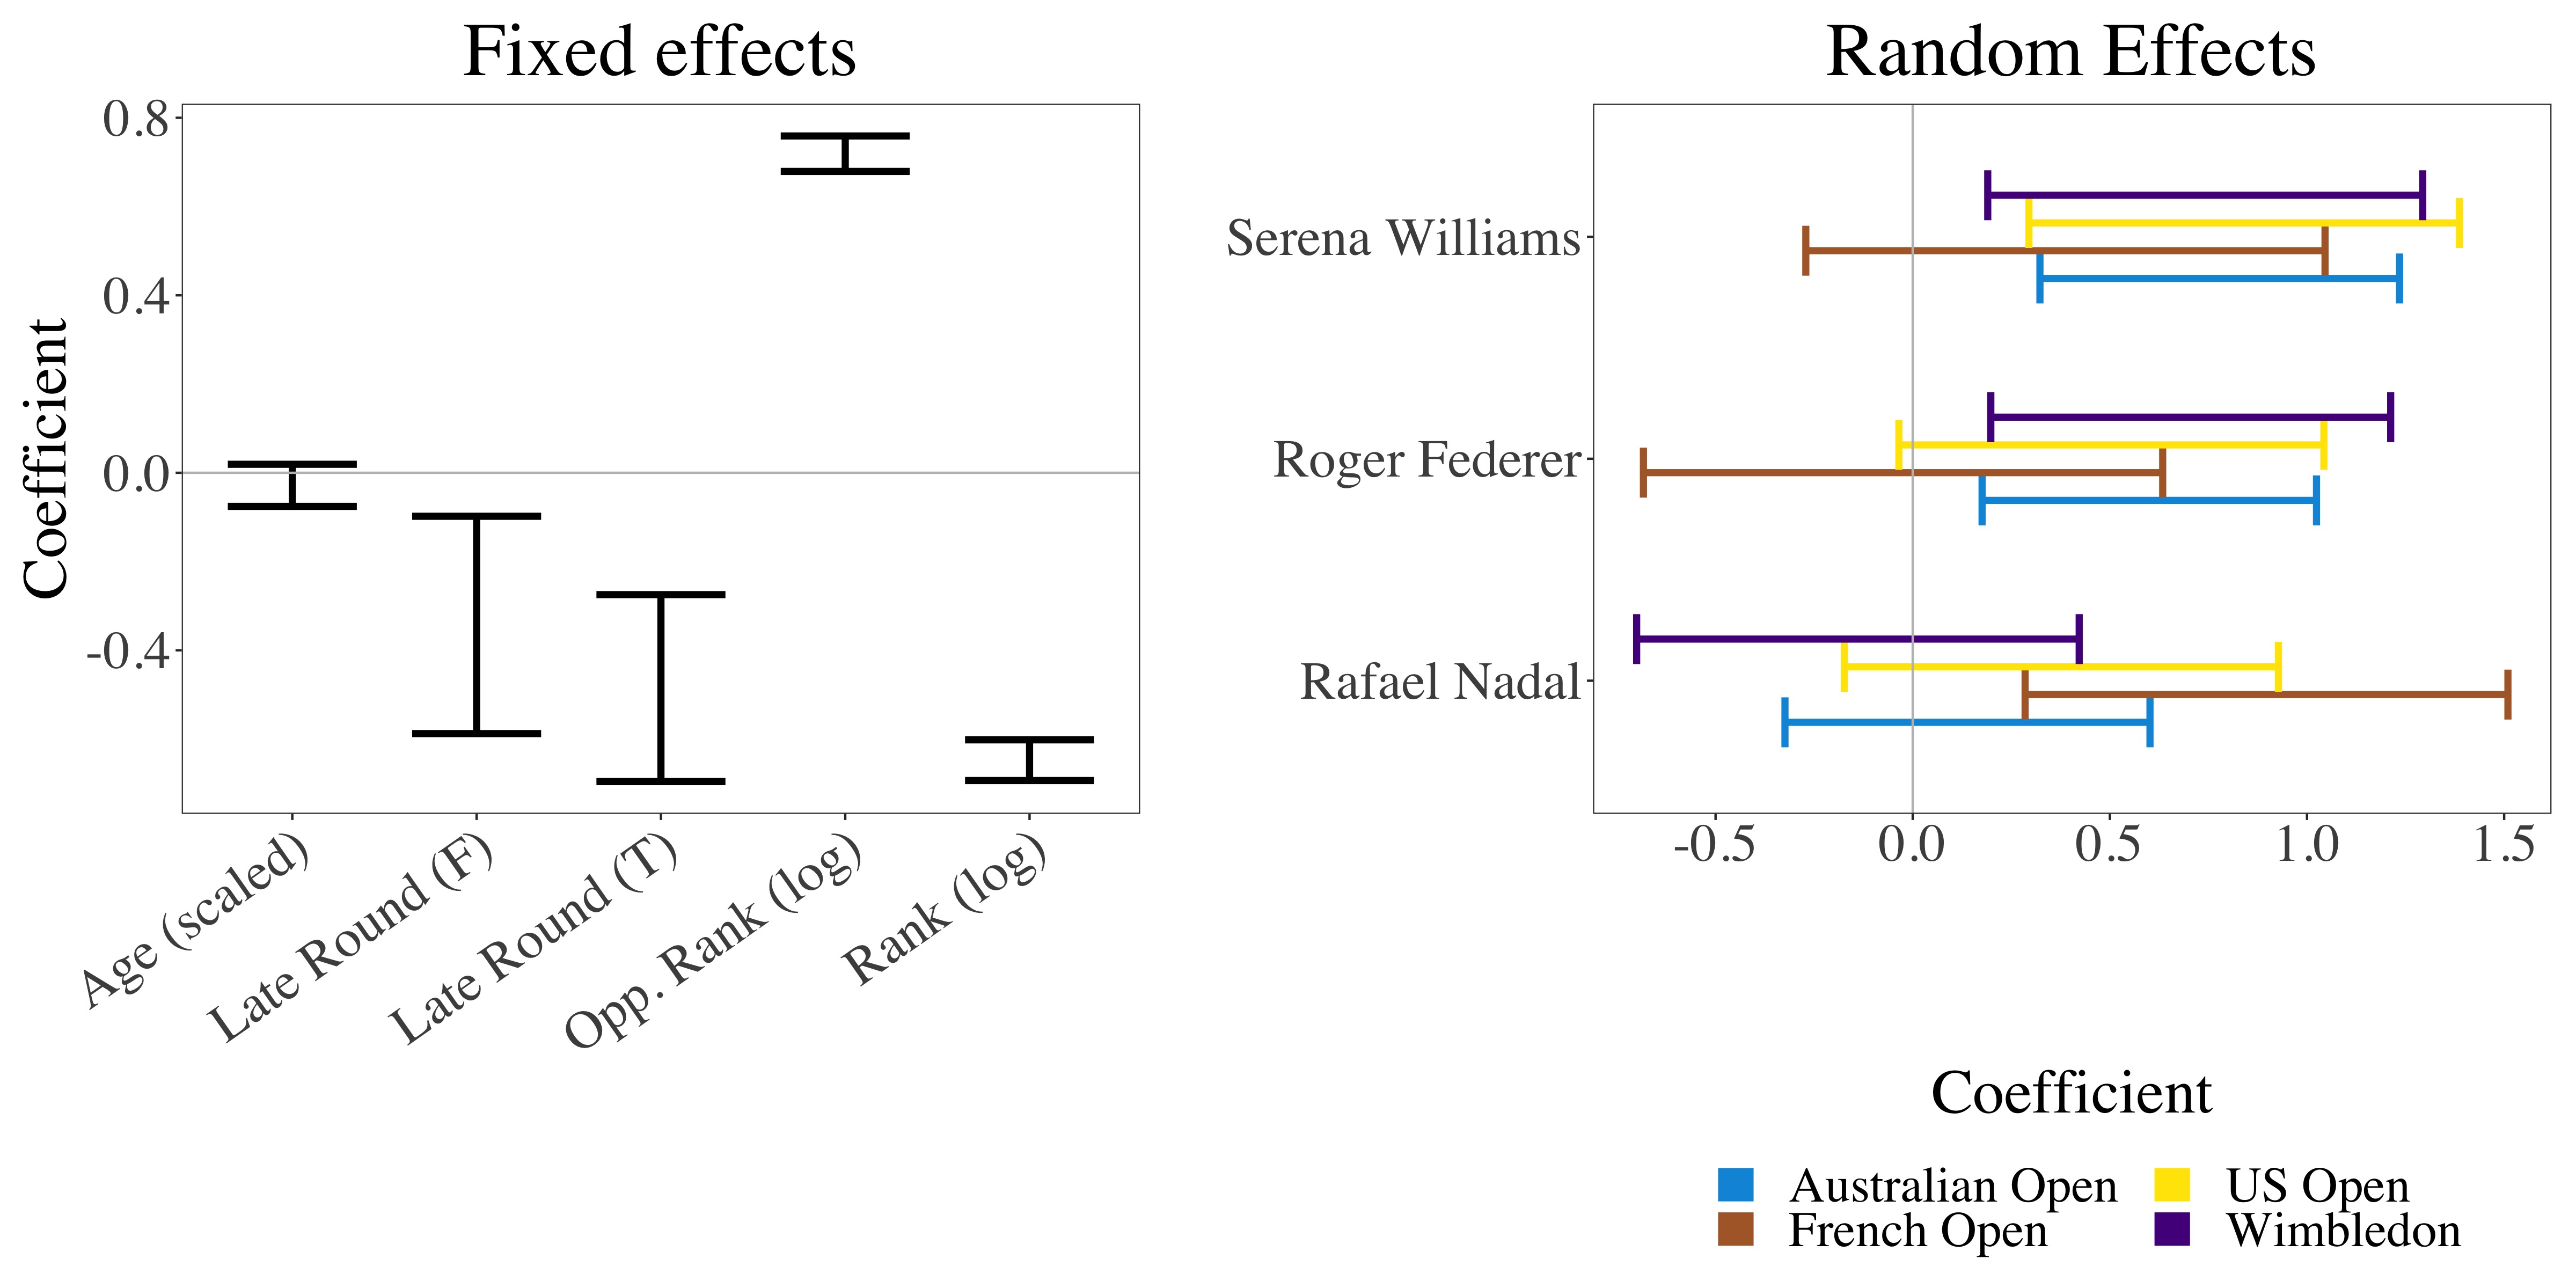 Fixed effects
Coefficient
0.8
0.4
0.0
-0.4
Age (scaled)
Late Round (F)
Late Round (T)
Opp. Rank (log)
Rank (log)
Random Effects
Serena Williams
Roger Federer
Rafael Nadal
-0.5 0.0 0.5 1.0 1.5
Coefficient
Australian Open US Open
French Open Wimbledon